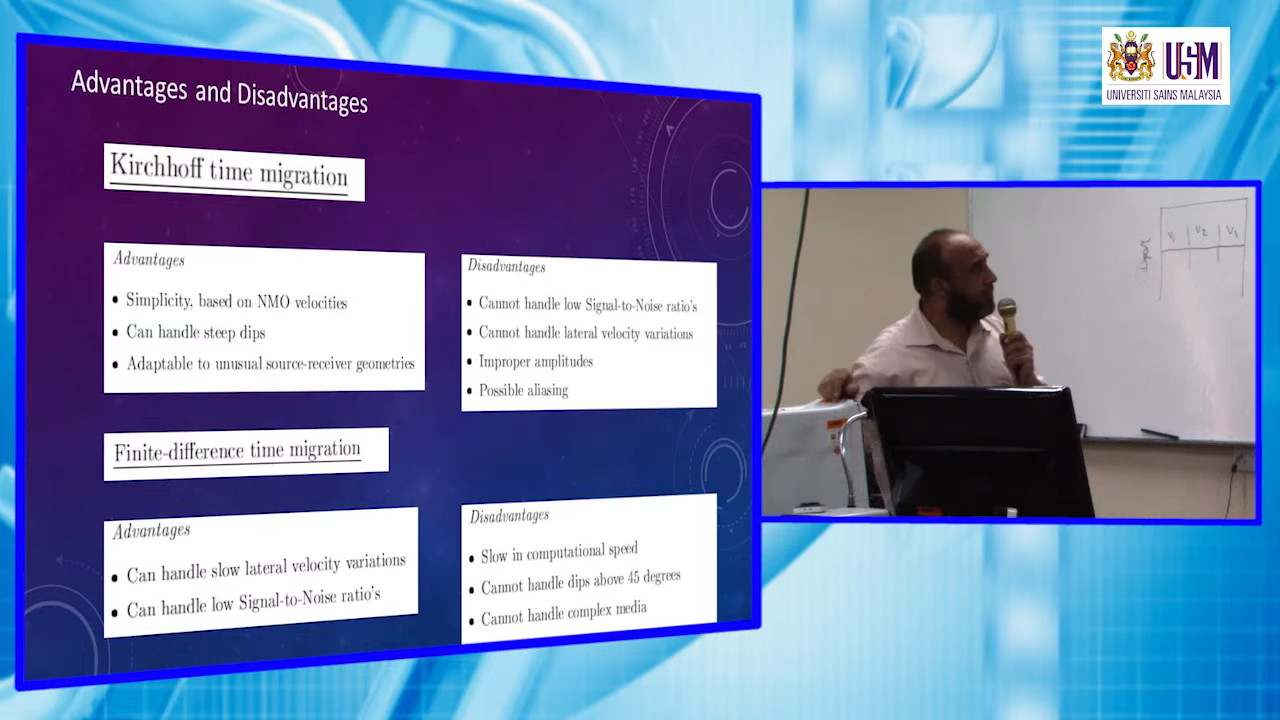 Advantages and Disadvantages
Kirchhoff time migration
Advantages
• Simplicity, based on NMO velocities
• Can handle steep dips
• Adaptable to unusual source-receiver geometries
Disadvantages
• Cannot handle low Signal-to-Noise ratio's
• Cannot handle lateral velocity variations
• Improper amplitudes
• Possible aliasing
Finite-difference time migration
Advantages
• Can handle slow lateral velocity variations
• Can handle low Signal-to-Noise ratio's
Disadvantages
• Slow in computational speed
• Cannot handle dips above 45 degrees
• Cannot handle complex media
USM
UNIVERSITI SAINS MALAYSIA
V1 V2 V3